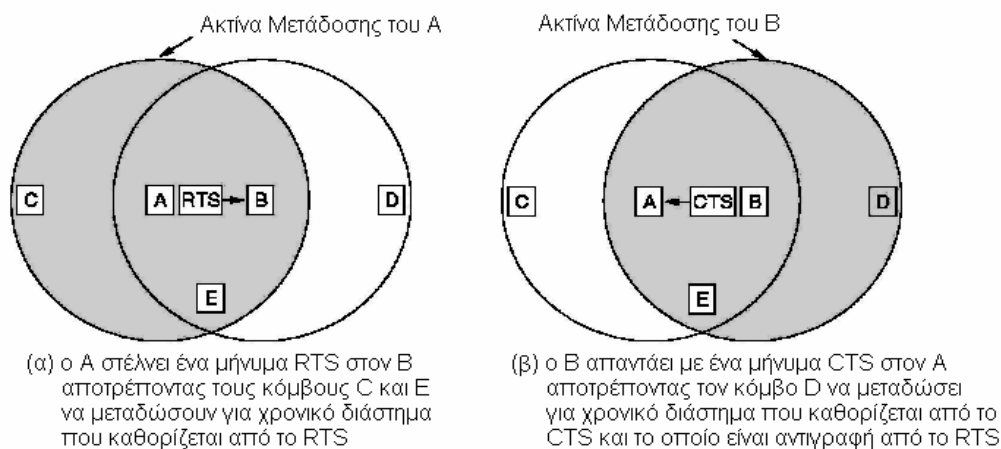 Ακτίνα Μετάδοσης του Α
Ακτίνα Μετάδοσης του Β
C A RTS B D
E
C A CTS B D
E
(α) ο Α στέλνει ένα μήνυμα RTS στον Β
αποτρέποντας τους κόμβους C και Ε
να μεταδώσουν για χρονικό διάστημα
που καθορίζεται από το RTS
(β) ο Β απαντάει με ένα μήνυμα CTS στον Α
αποτρέποντας τον κόμβο D να μεταδώσει
για χρονικό διάστημα που καθορίζεται από το
CTS και το οποίο είναι αντιγραφή από το RTS